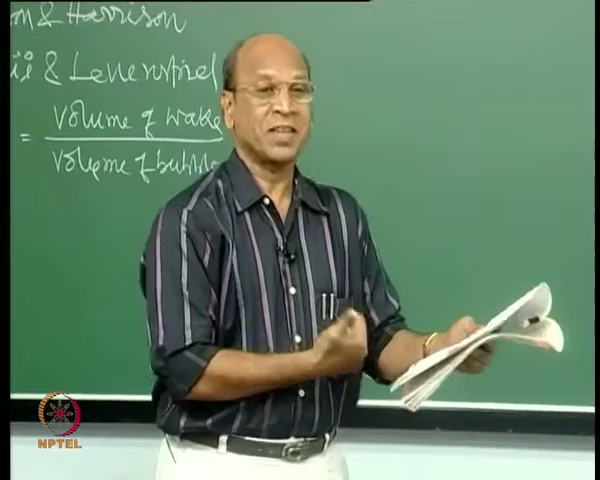 & Harrison
& Levenspiel
= Volume of wake
Volume of bubble
NPTEL